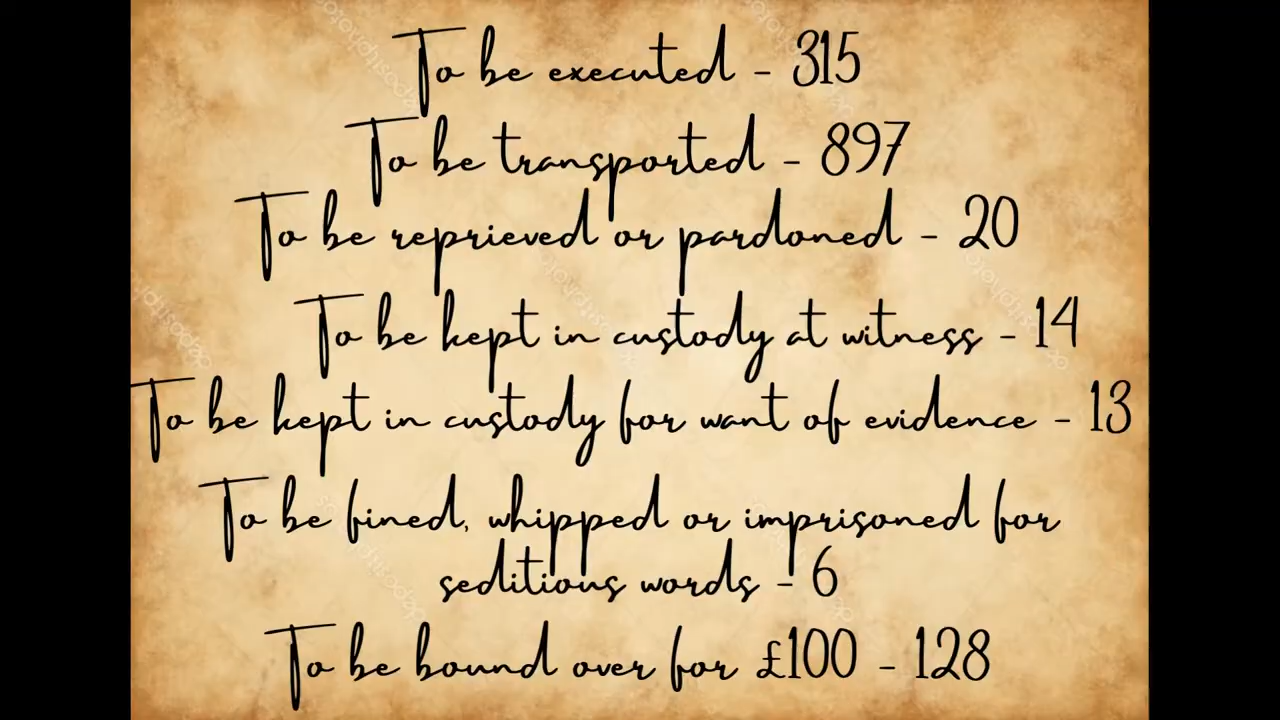 To be executed - 315
To be transported - 897
To be reprieved or pardoned - 20
To be kept in custody at witness - 14
To be kept in custody for want of evidence - 13
To be fined, whipped or imprisoned for
seditious words - 6
To be bound over for £100 - 128